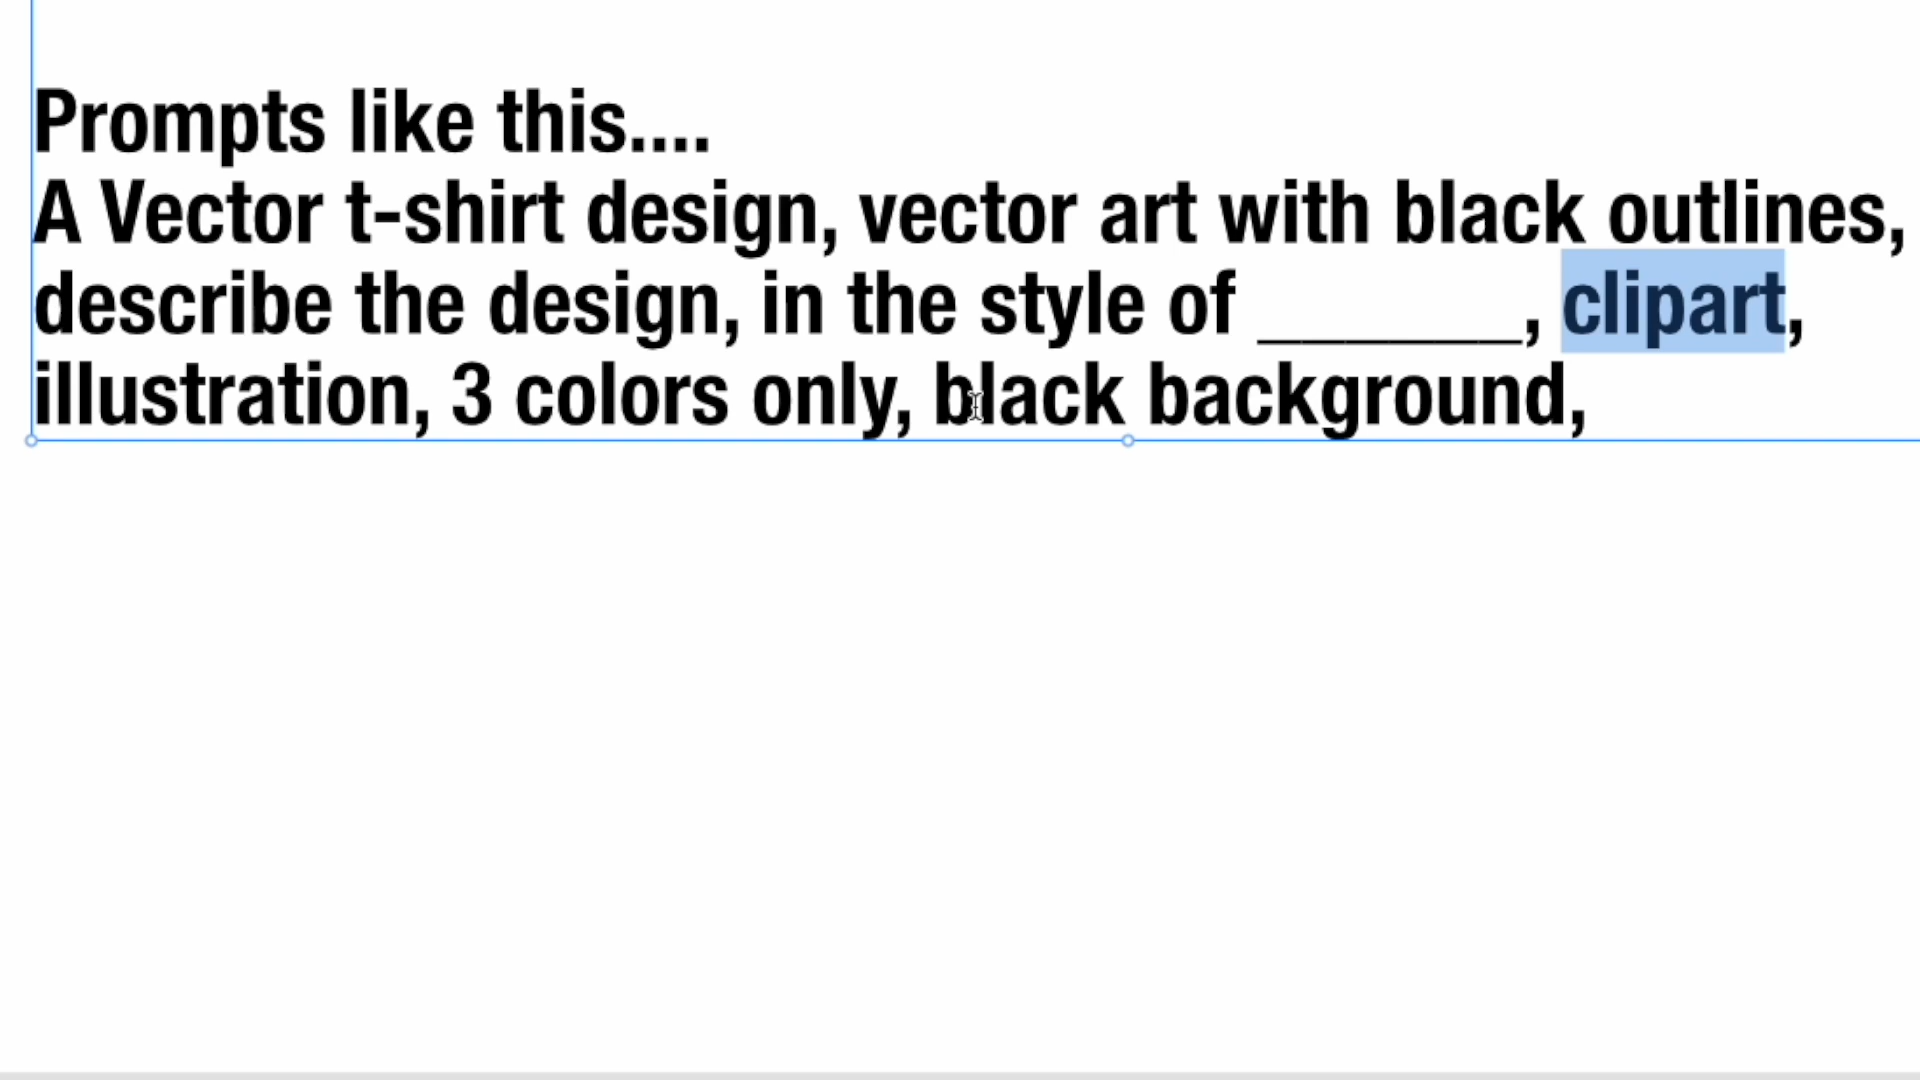 Prompts like this....
A Vector t-shirt design, vector art with black outlines,
describe the design, in the style of _______, clipart,
illustration, 3 colors only, black background,